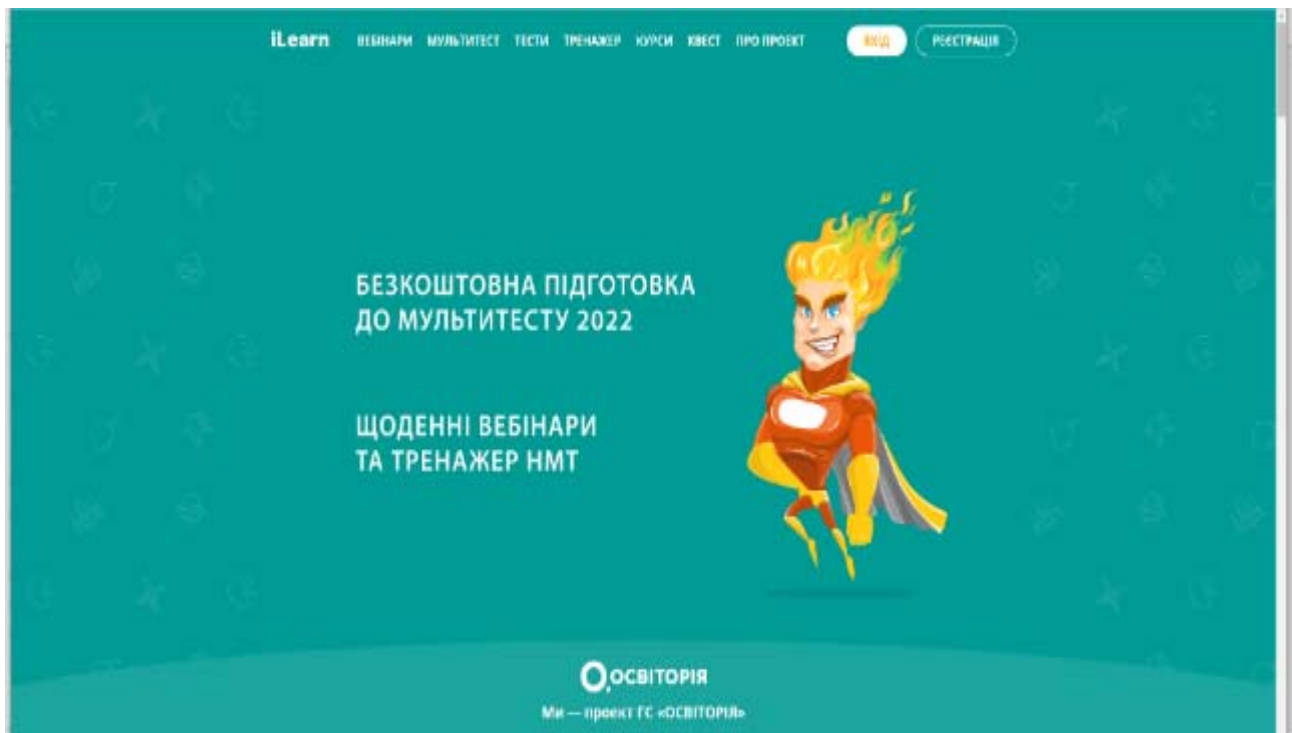 iLearn ВЕБІНАРИ МУЛЬТИТЕСТ ТЕСТИ ТРЕНАЖЕР КУРСИ КВЕСТ ПРО ПРОЕКТ ВХІД РЕЄСТРАЦІЯ
БЕЗКОШТОВНА ПІДГОТОВКА
ДО МУЛЬТИТЕСТУ 2022
ЩОДЕННІ ВЕБІНАРИ
ТА ТРЕНАЖЕР НМТ
ОСВІТОРІЯ
Ми — проект ГС «ОСВІТОРІЯ»